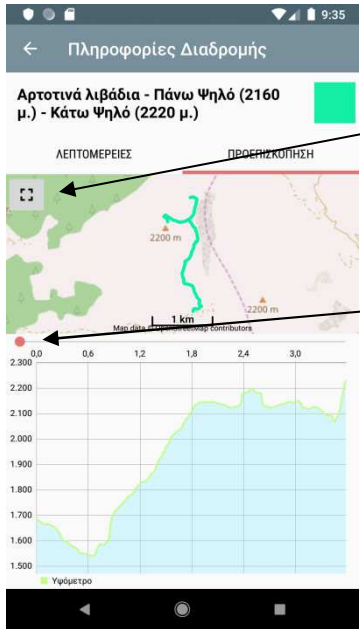 9:35
Πληροφορίες Διαδρομής
Αρτοτινά λιβάδια - Πάνω Ψηλό (2160
μ.) - Κάτω Ψηλό (2220 μ.)
ΛΕΠΤΟΜΕΡΕΙΕΣ ΠΡΟΕΠΙΣΚΟΠΗΣΗ
2200 m
2200 m
1 km
Map data © OpenStreetMap contributors
0,0 0,6 1,2 1,8 2,4 3,0
2.300
2.200
2.100
2.000
1.900
1.800
1.700
1.600
1.500
Υψόμετρο